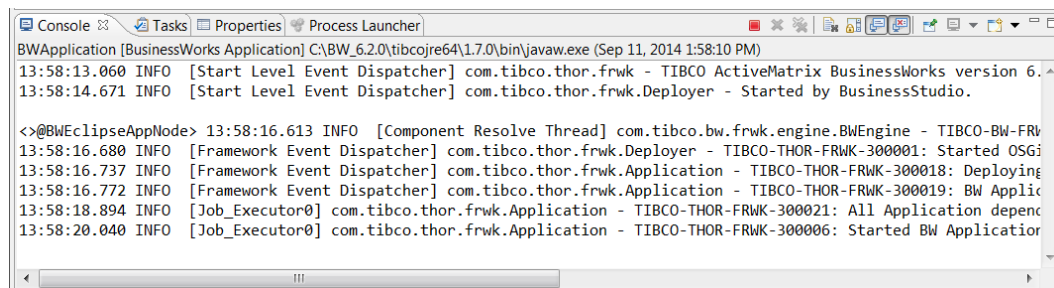 Console Tasks Properties Process Launcher
BWApplication [BusinessWorks Application] C:\BW_6.2.0\tibcojre64\1.7.0\bin\javaw.exe (Sep 11, 2014 1:58:10 PM)
13:58:13.060 INFO [Start Level Event Dispatcher] com.tibco.thor.frwk - TIBCO ActiveMatrix BusinessWorks version 6.
13:58:14.671 INFO [Start Level Event Dispatcher] com.tibco.thor.frwk.Deployer - Started by BusinessStudio.
<>@BWEclipseAppNode> 13:58:16.613 INFO [Component Resolve Thread] com.tibco.bw.frwk.engine.BWEngine - TIBCO-BW-FRW
13:58:16.680 INFO [Framework Event Dispatcher] com.tibco.thor.frwk.Deployer - TIBCO-THOR-FRWK-300001: Started OSGi
13:58:16.737 INFO [Framework Event Dispatcher] com.tibco.thor.frwk.Application - TIBCO-THOR-FRWK-300018: Deploying
13:58:16.772 INFO [Framework Event Dispatcher] com.tibco.thor.frwk.Application - TIBCO-THOR-FRWK-300019: BW Applic
13:58:18.894 INFO [Job_Executor0] com.tibco.thor.frwk.Application - TIBCO-THOR-FRWK-300021: All Application depend
13:58:20.040 INFO [Job_Executor0] com.tibco.thor.frwk.Application - TIBCO-THOR-FRWK-300006: Started BW Application